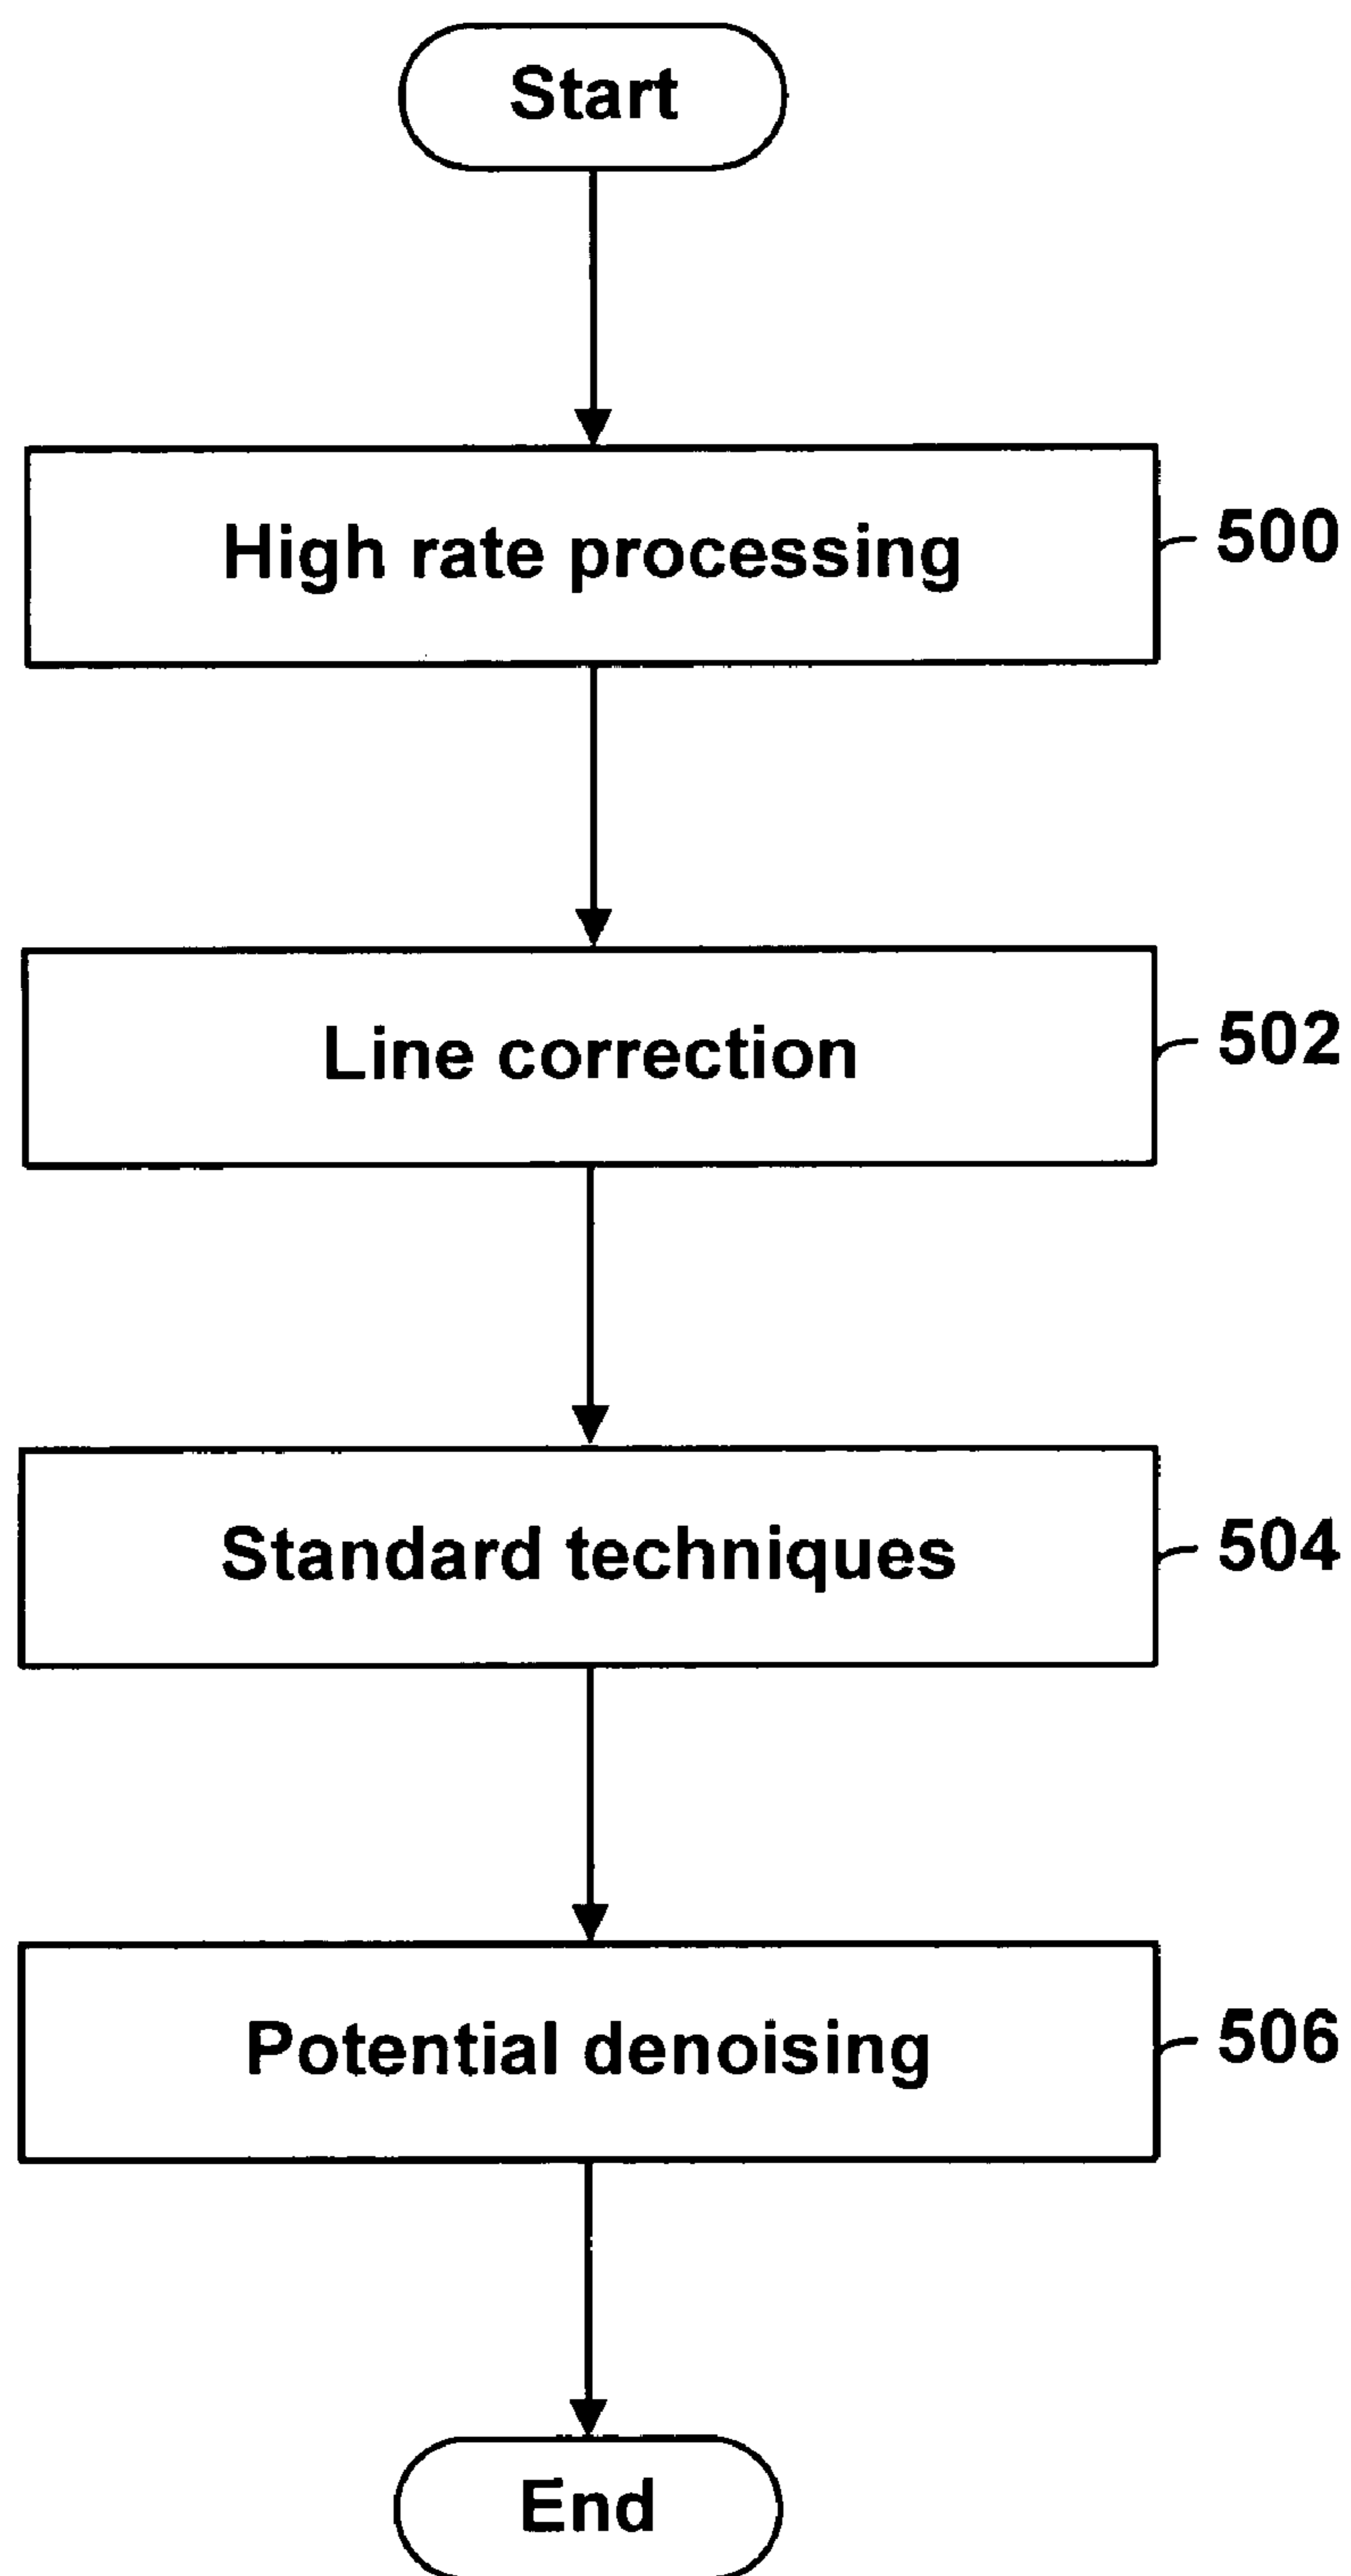 Start
High rate processing
500
Line correction
502
Standard techniques
504
Potential denoising
506
End